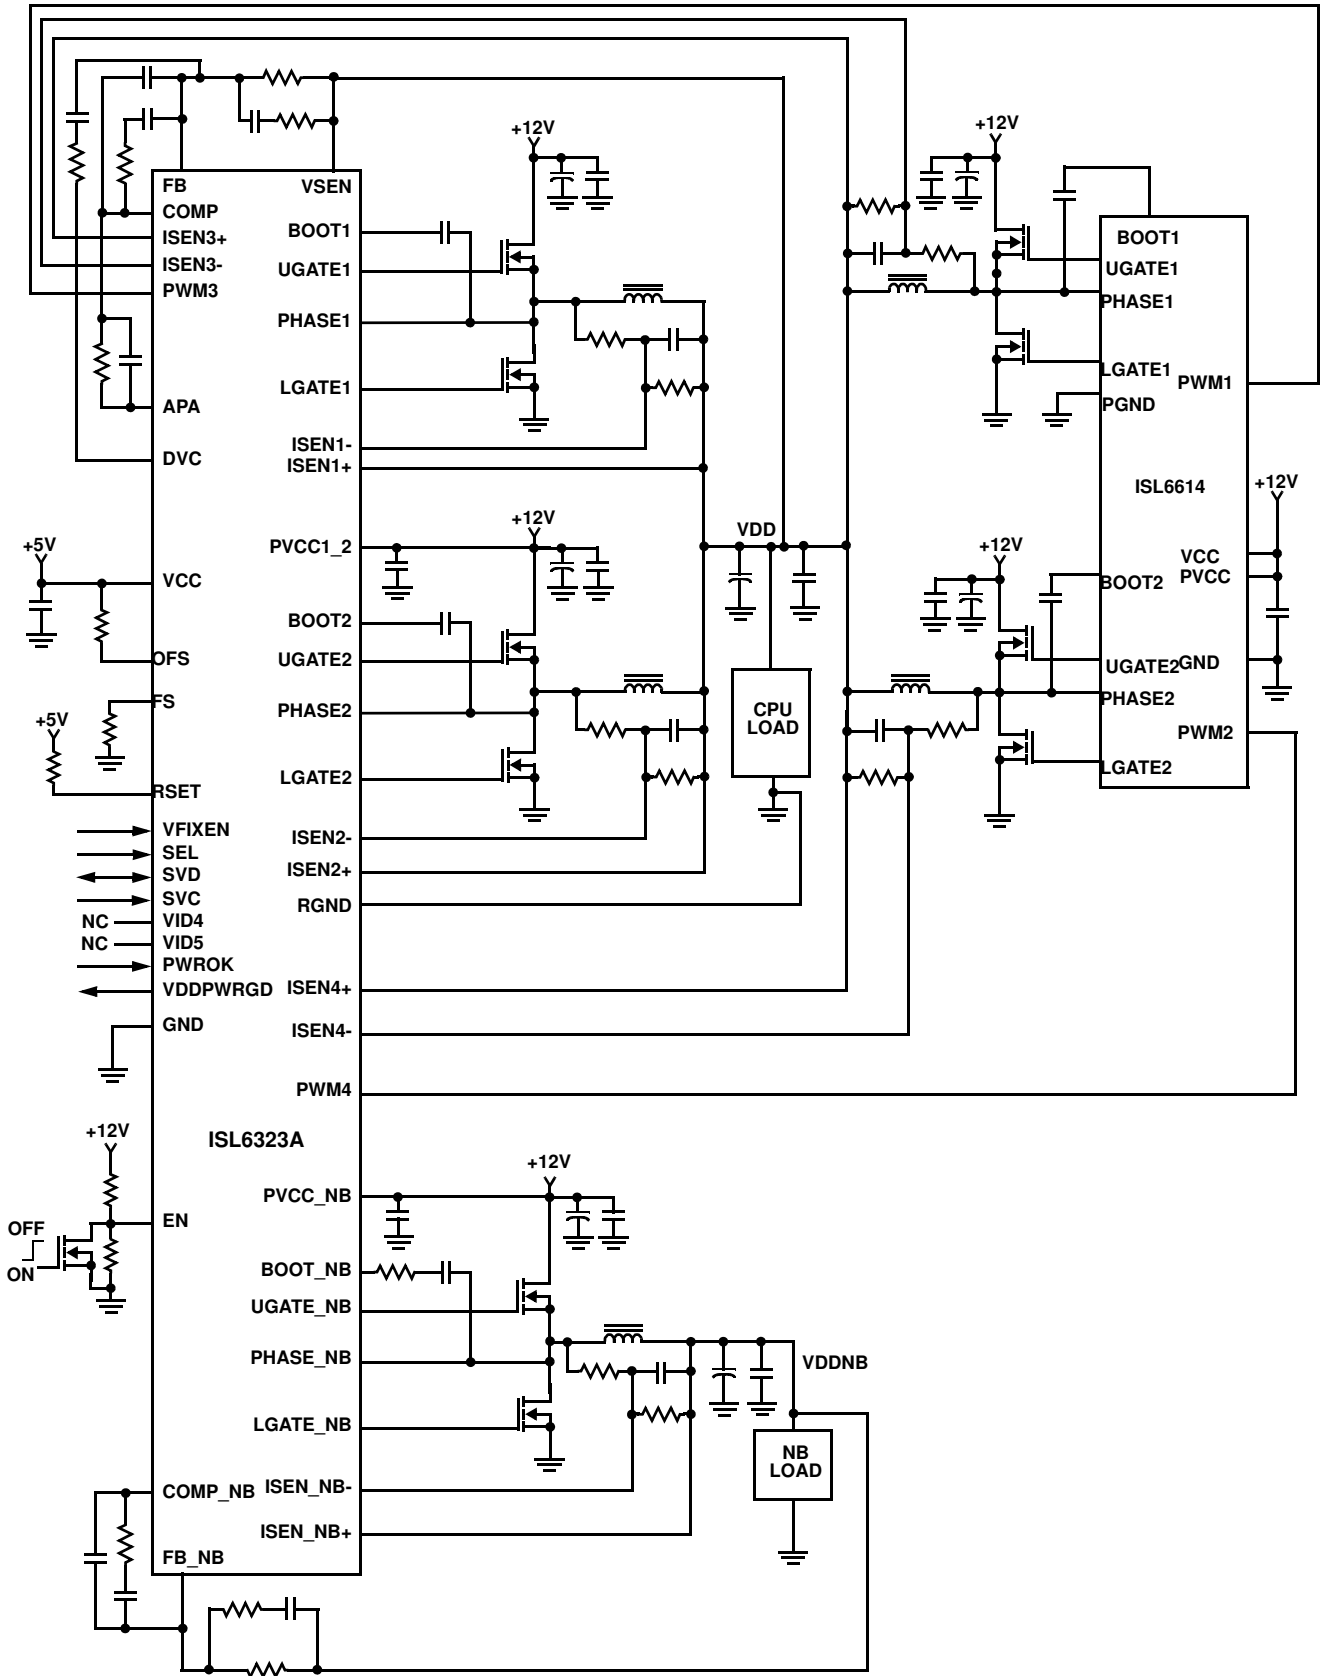 +12V
+12V
FB
VSEN
COMP
ISEN3+
BOOT1
ISEN3-
UGATE1
PWM3
PHASE1
LGATE1
APA
ISEN1-
DVC
ISEN1+
BOOT1
UGATE1
PHASE1
LGATE1
PWM1
PGND
ISL6614
+12V
+12V
+5V
PVCC1_2
VDD
+12V
VCC
VCC
PVCC
BOOT2
BOOT2
UGATE2
OFS
UGATE2
GND
FS
PHASE2
CPU
LOAD
PHASE2
+5V
PWM2
LGATE2
LGATE2
RSET
VFIXEN
ISEN2-
SEL
SVD
ISEN2+
SVC
RGND
NC
VID4
NC
VID5
PWROK
VDDPWRGD
ISEN4+
GND
ISEN4-
PWM4
+12V
ISL6323A
+12V
PVCC_NB
EN
OFF
ON
BOOT_NB
UGATE_NB
PHASE_NB
VDDNB
LGATE_NB
NB
LOAD
COMP_NB
ISEN_NB-
ISEN_NB+
FB_NB